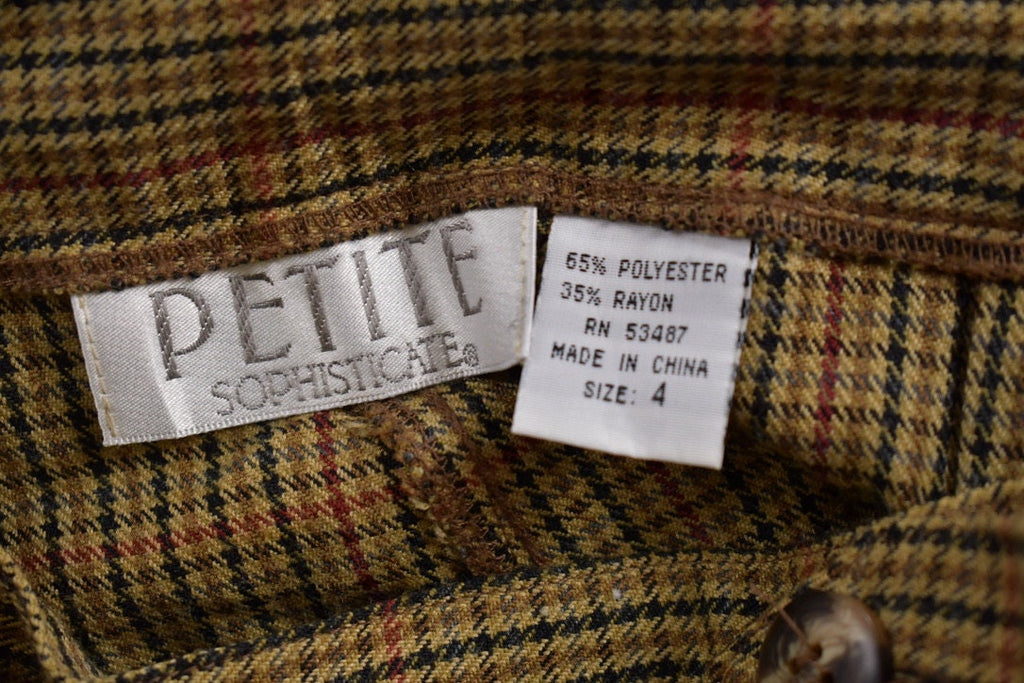 PETITE
SOPHISTICATE®
65% POLYESTER
35% RAYON
RN 53487
MADE IN CHINA
SIZE: 4